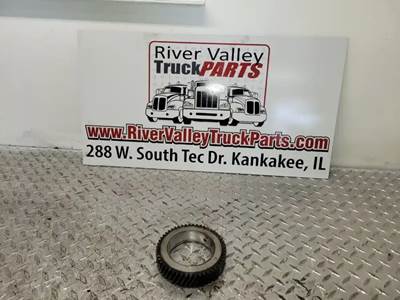 River Valley
TruckPARTS
www.RiverValleyTruckParts.com
288 W. South Tec Dr. Kankakee, IL